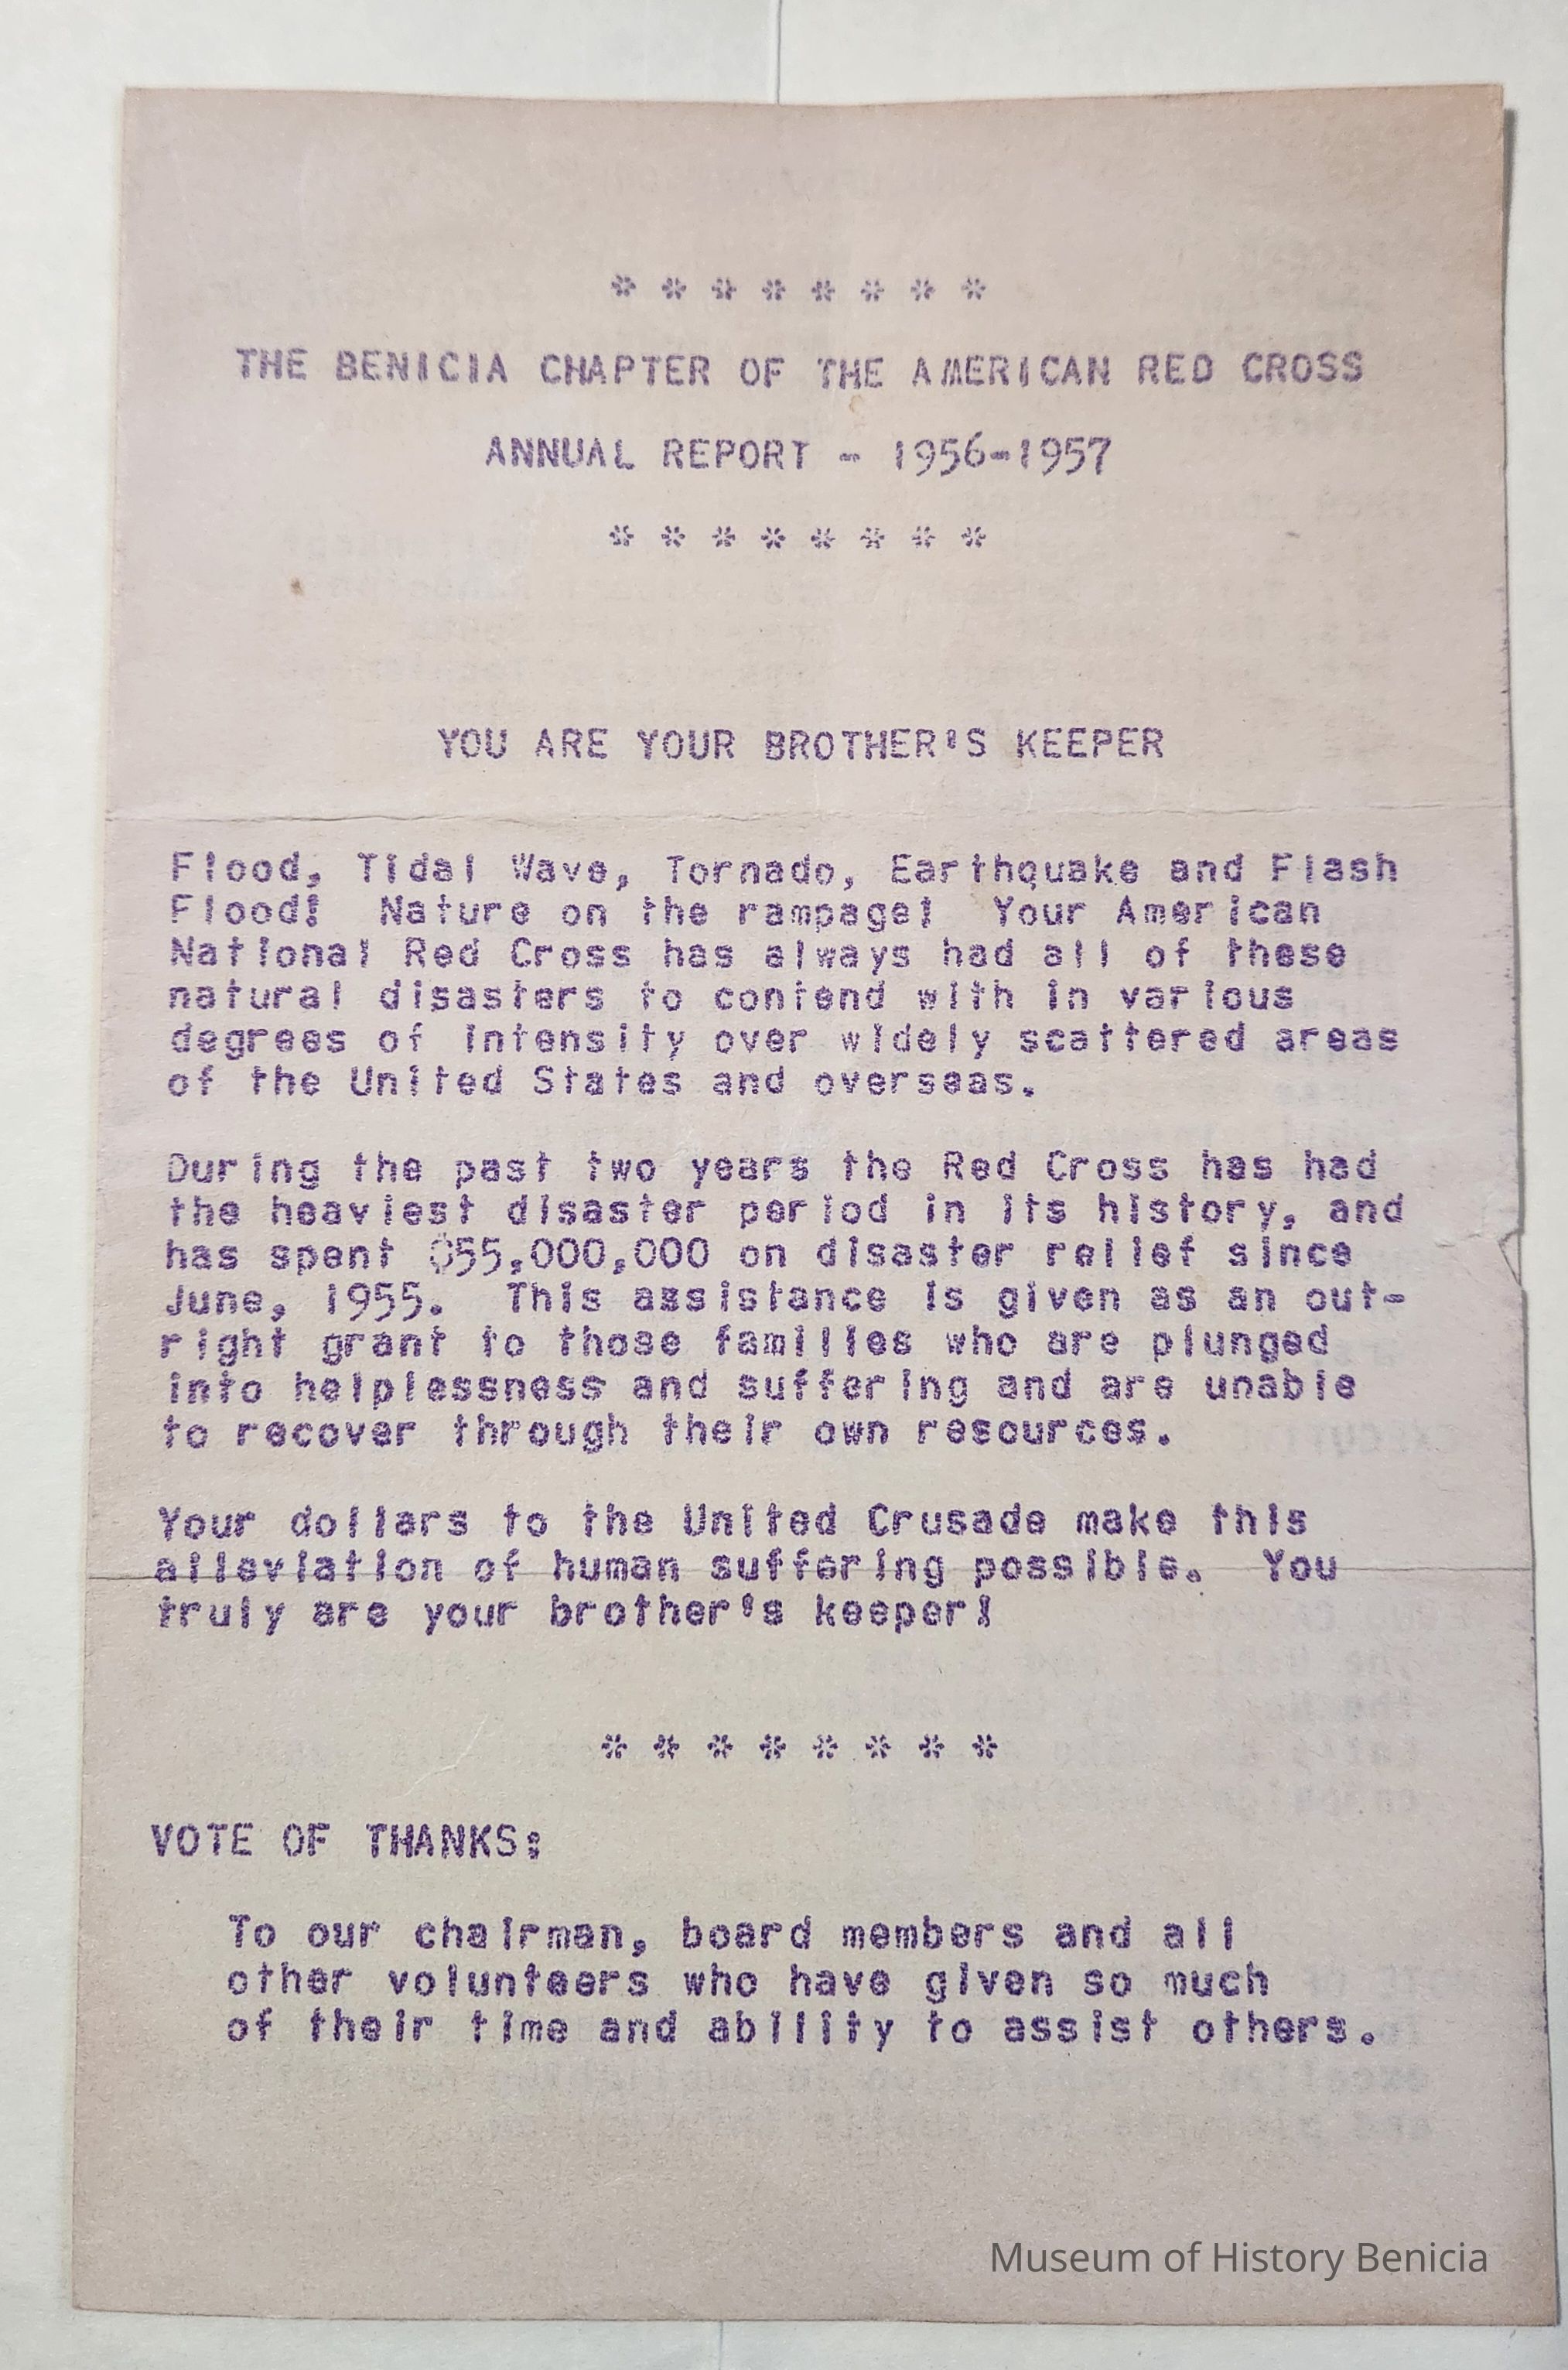 * * * * * * * *
THE BENICIA CHAPTER OF THE AMERICAN RED CROSS
ANNUAL REPORT - 1956-1957
* * * * * * * *
YOU ARE YOUR BROTHER'S KEEPER
Flood, Tidal Wave, Tornado, Earthquake and Flash
Flood! Nature on the rampage! Your American
National Red Cross has always had all of these
natural disasters to contend with in various
degrees of intensity over widely scattered areas
of the United States and overseas.
During the past two years the Red Cross has had
the heaviest disaster period in its history, and
has spent $55,000,000 on disaster relief since
June, 1955. This assistance is given as an out-
right grant to those families who are plunged
into helplessness and suffering and are unable
to recover through their own resources.
Your dollars to the United Crusade make this
alleviation of human suffering possible. You
truly are your brother's keeper!
* * * * * * * *
VOTE OF THANKS:
To our chairman, board members and all
other volunteers who have given so much
of their time and ability to assist others.
Museum of History Benicia